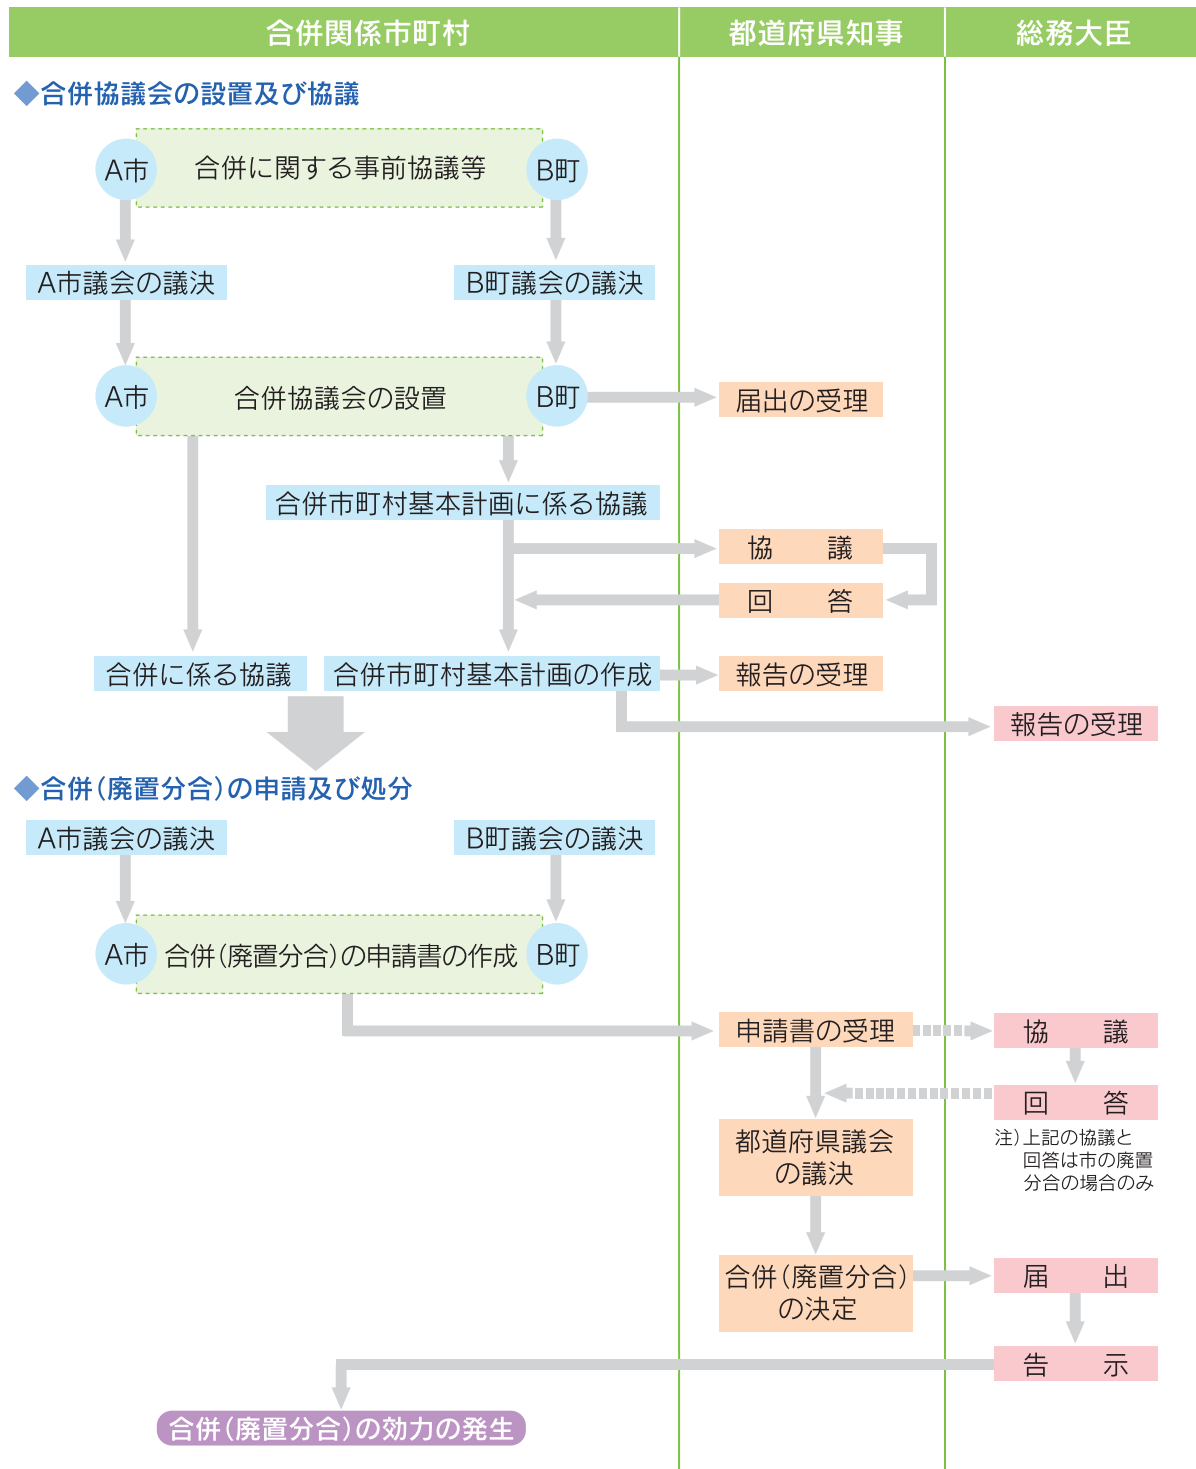 合併関係市町村
都道府県知事
総務大臣
◆合併協議会の設置及び協議
A市
合併に関する事前協議等
B町
A市議会の議決
B町議会の議決
A市
合併協議会の設置
B町
届出の受理
合併市町村基本計画に係る協議
協　議
回　答
合併に係る協議
合併市町村基本計画の作成
報告の受理
報告の受理
◆合併(廃置分合)の申請及び処分
A市議会の議決
B町議会の議決
A市
合併(廃置分合)の申請書の作成
B町
申請書の受理
協　議
回　答
注)上記の協議と
回答は市の廃置
分合の場合のみ
都道府県議会
の議決
合併(廃置分合)
の決定
届　出
告　示
合併(廃置分合)の効力の発生